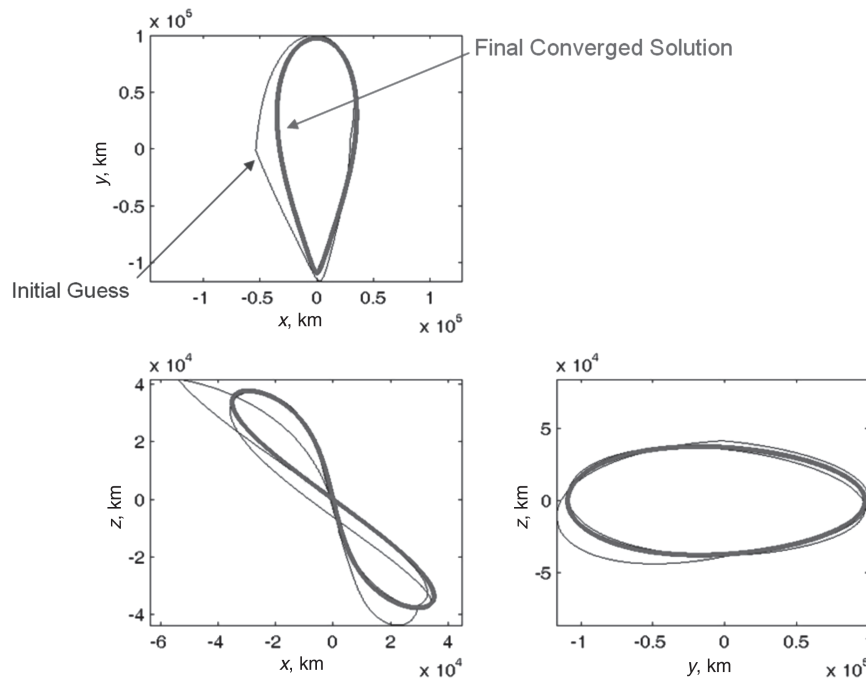 x 10⁵
1
0.5
0
-0.5
-1
y, km
Final Converged Solution
Initial Guess
-1 -0.5 0 0.5 1
x, km
x 10⁵
x 10⁴
4
2
0
-2
-4
z, km
-6 -4 -2 0 2 4
x, km
x 10⁴
x 10⁴
5
0
-5
z, km
-1 -0.5 0 0.5
y, km